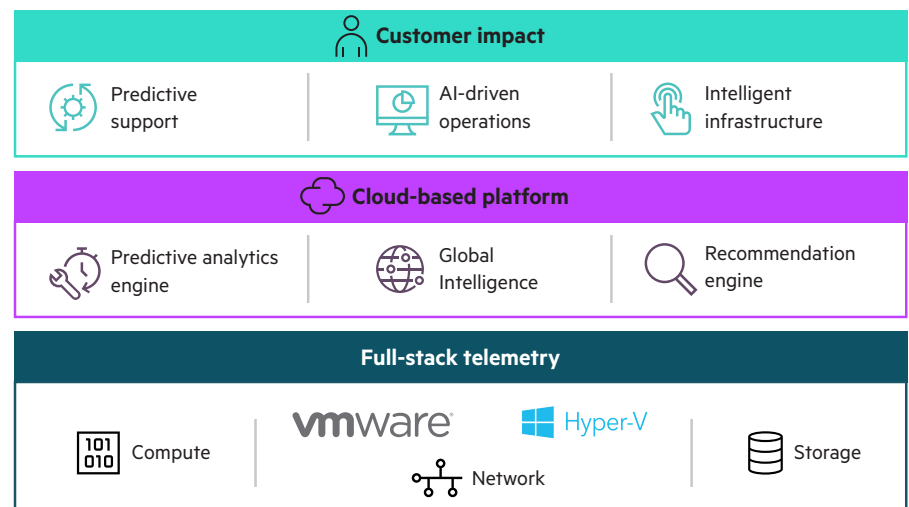 Customer impact
Predictive
support
AI-driven
operations
Intelligent
infrastructure
Cloud-based platform
Predictive analytics
engine
Global
Intelligence
Recommendation
engine
Full-stack telemetry
101
010
Compute
vmware
Hyper-V
Network
Storage